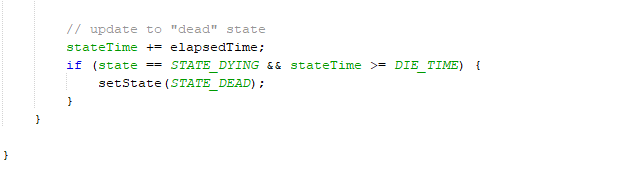 // update to "dead" state
stateTime += elapsedTime;
if (state == STATE_DYING && stateTime >= DIE_TIME) {
setState(STATE_DEAD);
}
}
}